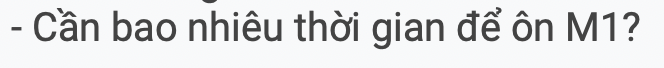 - Cần bao nhiêu thời gian để ôn M1?